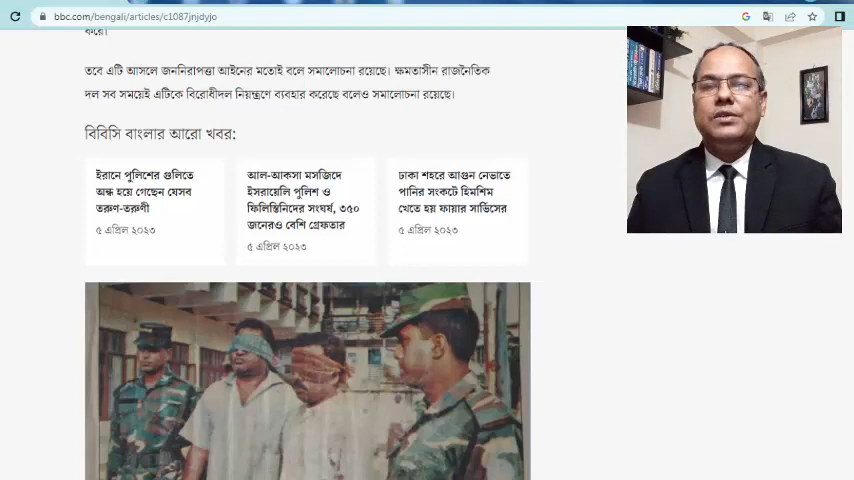 bbc.com/bengali/articles/c1087jnjdyjo
করে।
তবে এটি আসলে জননিরাপত্তা আইনের মতোই বলে সমালোচনা রয়েছে। ক্ষমতাসীন রাজনৈতিক
দল সব সময়েই এটিকে বিরোধীদল নিয়ন্ত্রণে ব্যবহার করেছে বলেও সমালোচনা রয়েছে।
বিবিসি বাংলার আরো খবর:
ইরানে পুলিশের গুলিতে
অন্ধ হয়ে গেছেন যেসব
তরুণ-তরুণী
৫ এপ্রিল ২০২৩
আল-আকসা মসজিদে
ইসরায়েলি পুলিশ ও
ফিলিস্তিনিদের সংঘর্ষ, ৩৫০
জনেরও বেশি গ্রেফতার
৫ এপ্রিল ২০২৩
ঢাকা শহরে আগুন নেভাতে
পানির সংকটে হিমশিম
খেতে হয় ফায়ার সার্ভিসের
৫ এপ্রিল ২০২৩